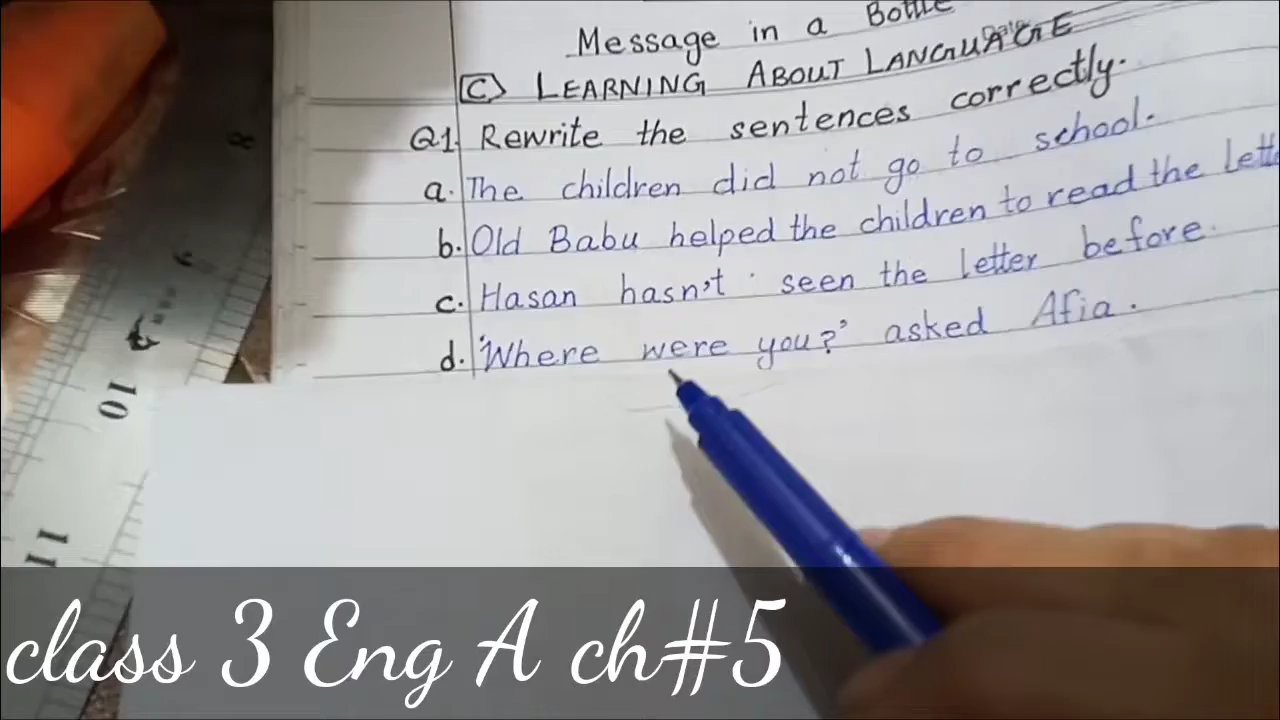 Message in a Bottle
C LEARNING ABOUT LANGUAGE
Q1 Rewrite the sentences correctly.
a. The children did not go to school.
b. Old Babu helped the children to read the
c. Hasan hasn't seen the letter before.
d. 'Where were you?' asked Afia.
10
11
class 3 Eng A ch#5